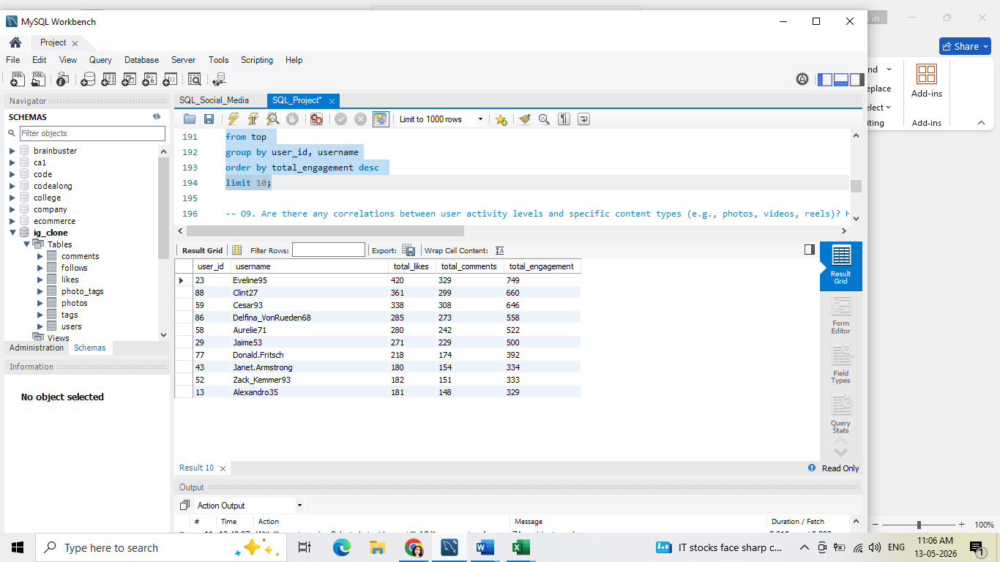 MySQL Workbench
in
Project
File Edit View Query Database Server Tools Scripting Help
Share
nd
eplace
elect
iting
Add-ins
Add-ins
Navigator
SCHEMAS
Filter objects
brainbuster
ca1
code
codealong
college
company
ecommerce
ig_clone
Tables
comments
follows
likes
photo_tags
photos
tags
users
Views
Administration Schemas
Information
No object selected
SQL_Social_Media SQL_Project*
Limit to 1000 rows
191 from top
192 group by user_id, username
193 order by total_engagement desc
194 limit 10;
195
196 -- O9. Are there any correlations between user activity levels and specific content types (e.g., photos, videos, reels)? H
Result Grid Filter Rows: Export: Wrap Cell Content:
user_id username total_likes total_comments total_engagement
23 Eveline95 420 329 749
88 Clint27 361 299 660
59 Cesar93 338 308 646
86 Delfina_VonRueden68 285 273 558
58 Aurelie71 280 242 522
29 Jaime53 271 229 500
77 Donald.Fritsch 218 174 392
43 Janet.Armstrong 180 154 334
52 Zack_Kemmer93 182 151 333
13 Alexandro35 181 148 329
Result Grid
Form Editor
Field Types
Query Stats
Result 10 Read Only
Output
Action Output
# Time Action Message Duration / Fetch
100%
Type here to search
IT stocks face sharp c...
ENG
11:06 AM
13-05-2026
1